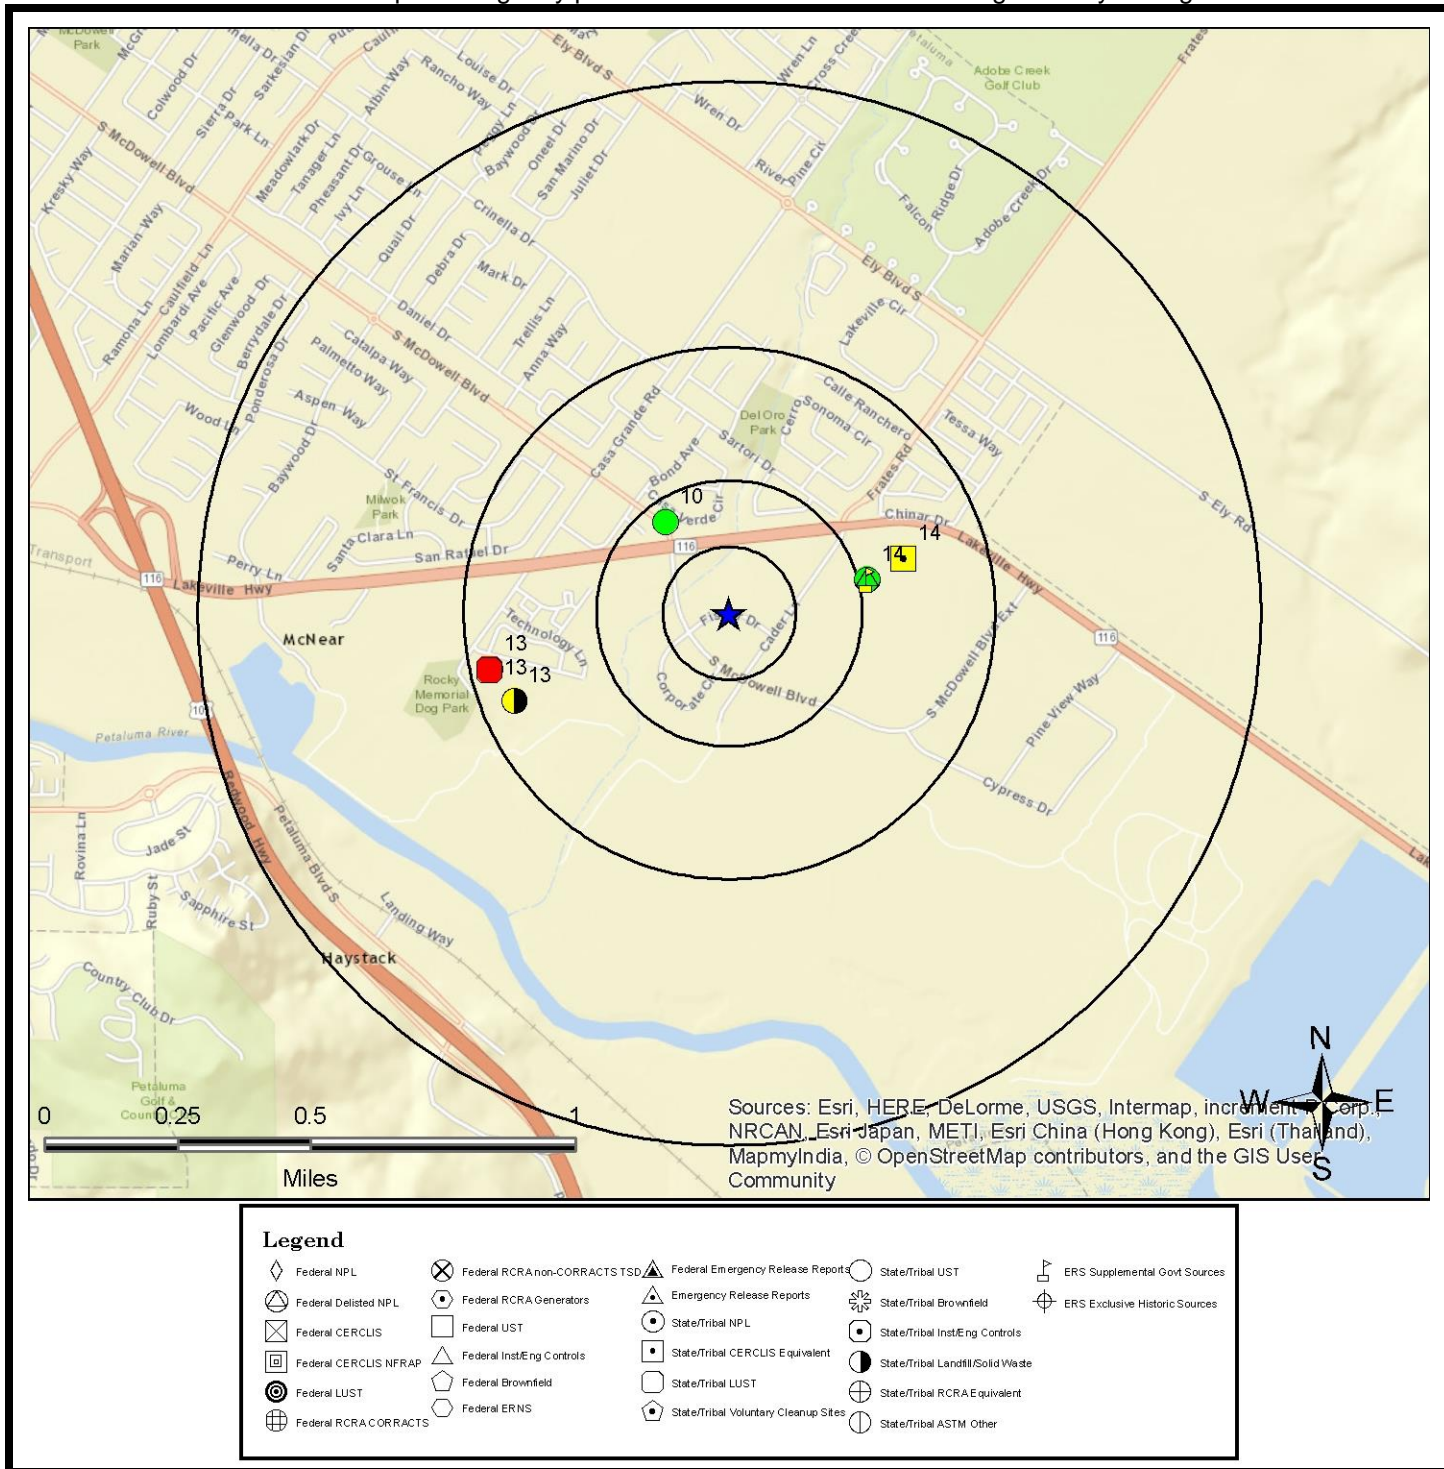 McDowell
Park
Colwood Dr
Sierra Dr
Park Ln
Sarkesian Dr
Albin Way
Rancho Way
Louise Dr
Ely Blvd S
Wren Ln
Wren Dr
Petaluma
Adobe Creek
Golf Club
Frates
S McDowell Blvd
Kresky Way
Marian Way
Ramona Ln
Caulfield Ln
Lombardi Ave
Pacific Ave
Glenwood Dr
Berrydale Dr
Ponderosa Dr
Meadowlark Dr
Tanager Ln
Pheasant Dr
Ivy Ln
Grouse Ln
Quail Dr
Peggy Ln
Baywood Dr
Oneel Dr
San Marino Dr
Juliet Dr
Crinella Dr
Debra Dr
Mark Dr
River Pine Cir
Falcon Ridge Dr
Adobe Creek Dr
Ely Blvd S
Lakeville Cir
Daniel Dr
S McDowell Blvd
Trellis Ln
Anna Way
Catalpa Way
Palmetto Way
Aspen Way
Wood Ln
Baywood Dr
St. Francis Dr
Casa Grande Rd
Bond Ave
Sartori Dr
Del Oro
Park
Cerro
Sonoma Cir
Calle Ranchero
Tessa Way
Frates Rd
S Ely Rd
Miwok
Park
Santa Clara Ln
San Rafael Dr
Perry Ln
Casa Verde Cir
10
116
Chinar Dr
14
14
Lakeville Hwy
Transport
116
Lakeville Hwy
McNear
Technology Ln
13
13
13
Rocky
Memorial
Dog Park
Cader Ln
S McDowell Blvd
Corporate Cir
S McDowell Blvd Ext
116
Pine View Way
Cypress Dr
101
Petaluma River
Redwood Hwy
Petaluma Blvd S
Rovina Ln
Jade St
Ruby St
Sapphire St
Landing Way
Haystack
Country Club Dr
Petaluma
Golf &
0 0.25 0.5 1
Miles
N
W E
S
Sources: Esri, HERE, DeLorme, USGS, Intermap, increment P Corp.,
NRCAN, Esri Japan, METI, Esri China (Hong Kong), Esri (Thailand),
MapmyIndia, © OpenStreetMap contributors, and the GIS User
Community
Legend
Federal NPL
Federal Delisted NPL
Federal CERCLIS
Federal CERCLIS NFRAP
Federal LUST
Federal RCRA CORRACTS
Federal RCRA non-CORRACTS TSD
Federal RCRA Generators
Federal UST
Federal Inst/Eng Controls
Federal Brownfield
Federal ERNS
Federal Emergency Release Reports
Emergency Release Reports
State/Tribal NPL
State/Tribal CERCLIS Equivalent
State/Tribal LUST
State/Tribal Voluntary Cleanup Sites
State/Tribal UST
State/Tribal Brownfield
State/Tribal Inst/Eng Controls
State/Tribal Landfill/Solid Waste
State/Tribal RCRA Equivalent
State/Tribal ASTM Other
ERS Supplemental Govt Sources
ERS Exclusive Historic Sources